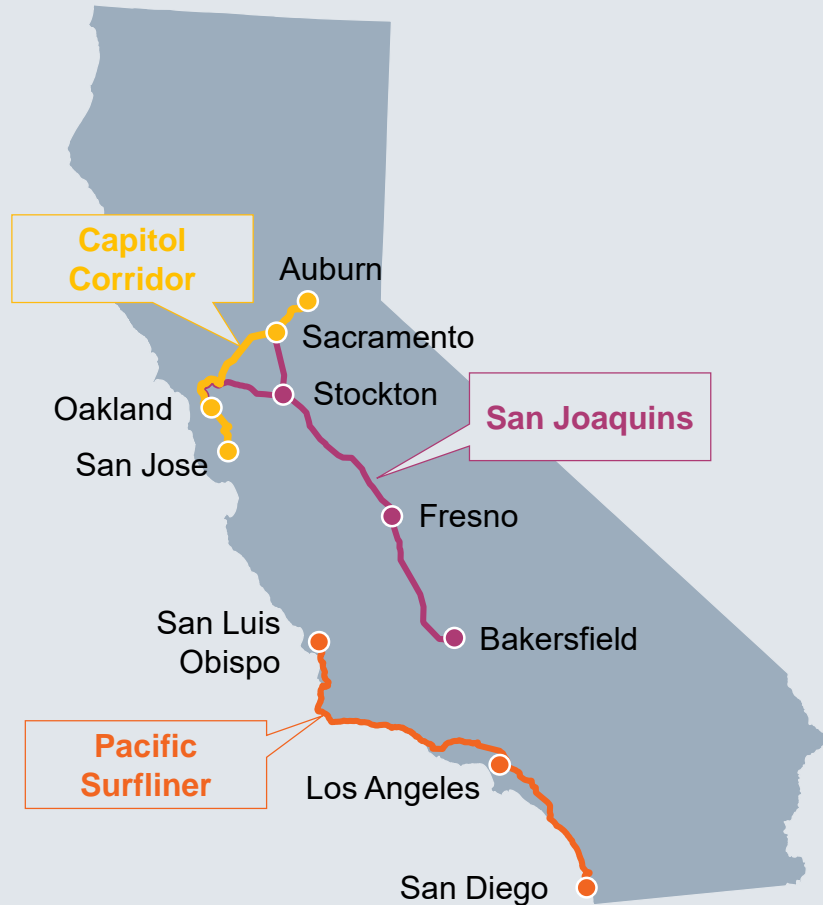 Capitol
Corridor
Auburn
Sacramento
Stockton
Oakland
San Joaquins
San Jose
Fresno
San Luis
Obispo
Bakersfield
Pacific
Surfliner
Los Angeles
San Diego